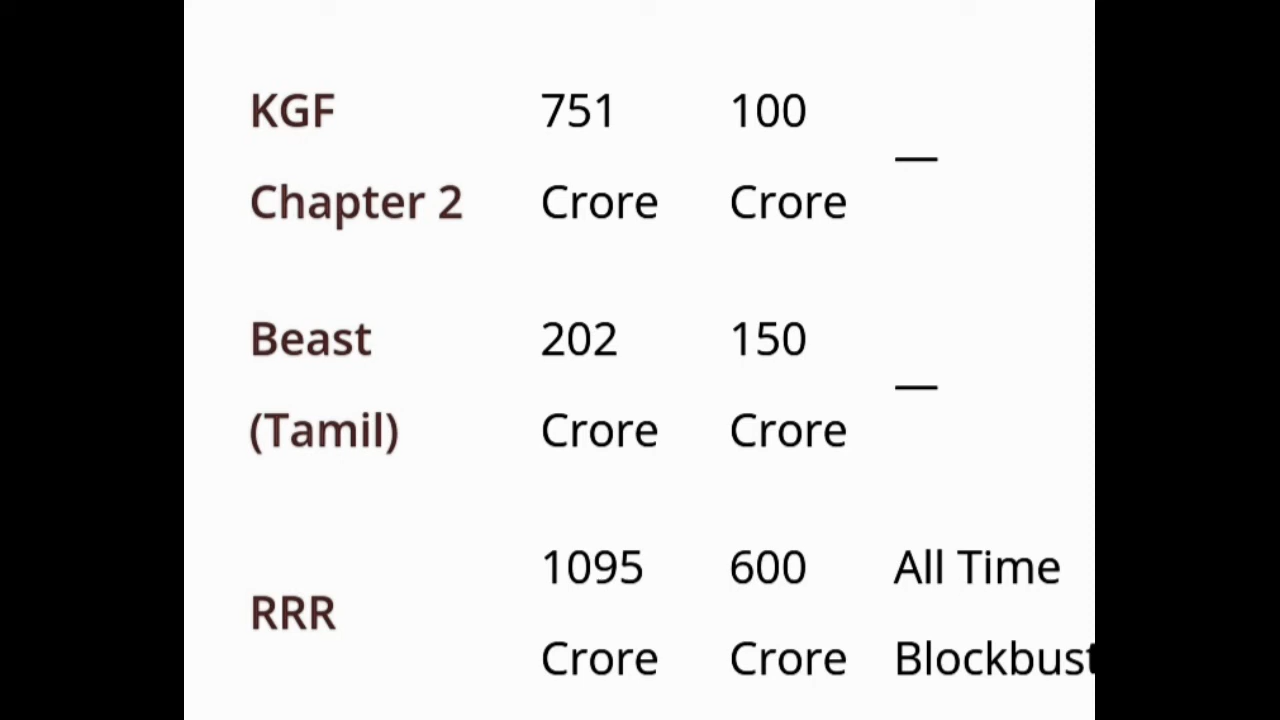 KGF 751 100
Chapter 2 Crore Crore —
Beast 202 150
(Tamil) Crore Crore —
RRR 1095 600 All Time
Crore Crore Blockbust